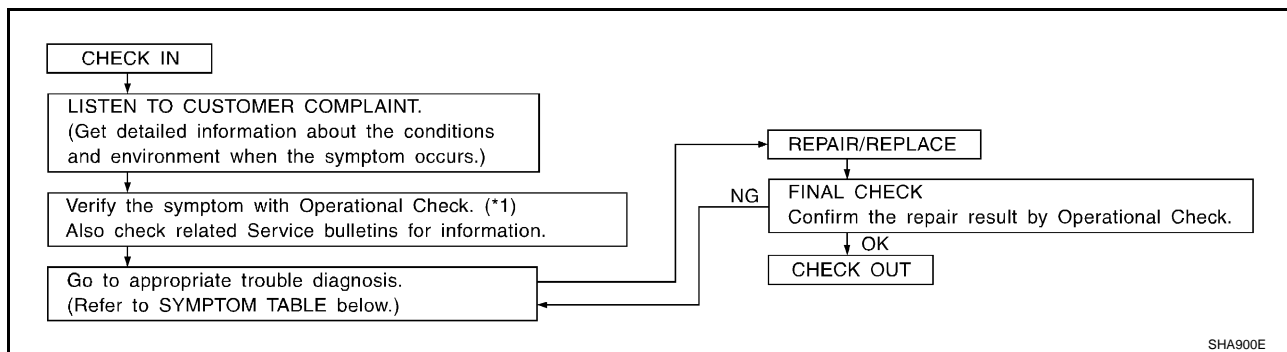 CHECK IN
LISTEN TO CUSTOMER COMPLAINT.
(Get detailed information about the conditions
and environment when the symptom occurs.)
Verify the symptom with Operational Check. (*1)
Also check related Service bulletins for information.
Go to appropriate trouble diagnosis.
(Refer to SYMPTOM TABLE below.)
REPAIR/REPLACE
NG
FINAL CHECK
Confirm the repair result by Operational Check.
OK
CHECK OUT
SHA900E